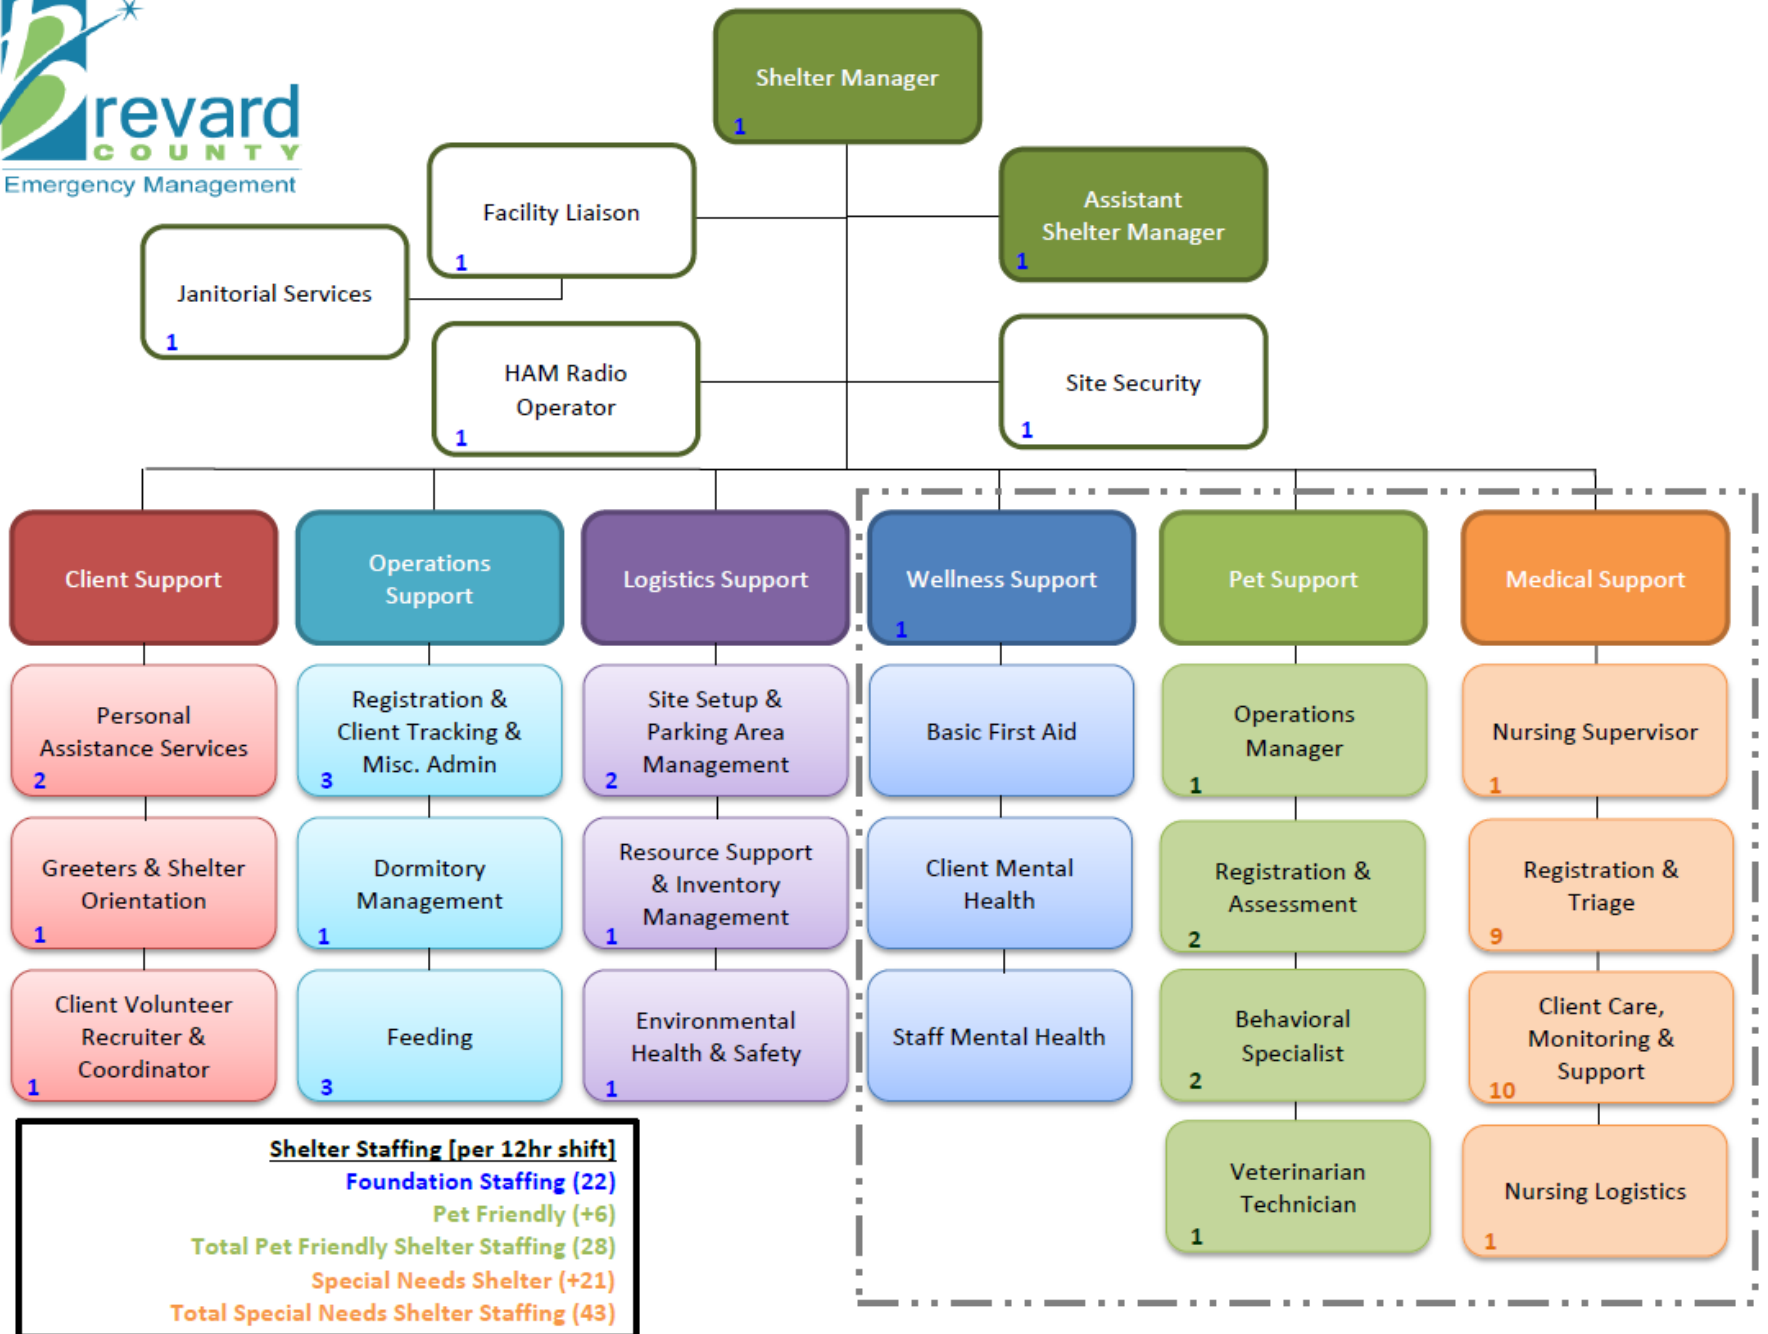 brevard
COUNTY
Emergency Management
Shelter Manager
1
Facility Liaison
1
Assistant
Shelter Manager
1
Janitorial Services
1
HAM Radio
Operator
1
Site Security
1
Client Support
Operations
Support
Logistics Support
Wellness Support
1
Pet Support
Medical Support
Personal
Assistance Services
2
Registration &
Client Tracking &
Misc. Admin
3
Site Setup &
Parking Area
Management
2
Basic First Aid
Operations
Manager
1
Nursing Supervisor
1
Greeters & Shelter
Orientation
1
Dormitory
Management
1
Resource Support
& Inventory
Management
1
Client Mental
Health
Registration &
Assessment
2
Registration &
Triage
9
Client Volunteer
Recruiter &
Coordinator
1
Feeding
3
Environmental
Health & Safety
1
Staff Mental Health
Behavioral
Specialist
2
Client Care,
Monitoring &
Support
10
Veterinarian
Technician
1
Nursing Logistics
1
Shelter Staffing [per 12hr shift]
Foundation Staffing (22)
Pet Friendly (+6)
Total Pet Friendly Shelter Staffing (28)
Special Needs Shelter (+21)
Total Special Needs Shelter Staffing (43)